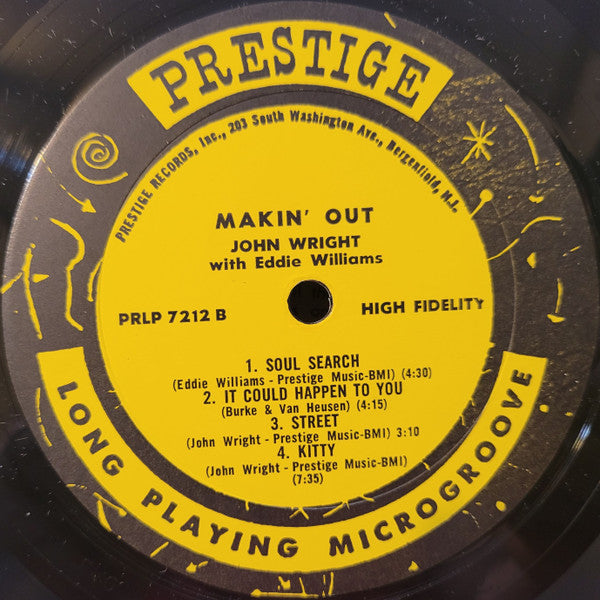 PRESTIGE
PRESTIGE RECORDS, Inc., 203 South Washington Ave., Bergenfield, N.J.
MAKIN' OUT
JOHN WRIGHT
with Eddie Williams
PRLP 7212 B
HIGH FIDELITY
1. SOUL SEARCH
(Eddie Williams - Prestige Music-BMI) (4:30)
2. IT COULD HAPPEN TO YOU
(Burke & Van Heusen) (4:15)
3. STREET
(John Wright - Prestige Music-BMI) 3:10
4. KITTY
(John Wright - Prestige Music-BMI)
(7:35)
LONG PLAYING MICROGROOVE